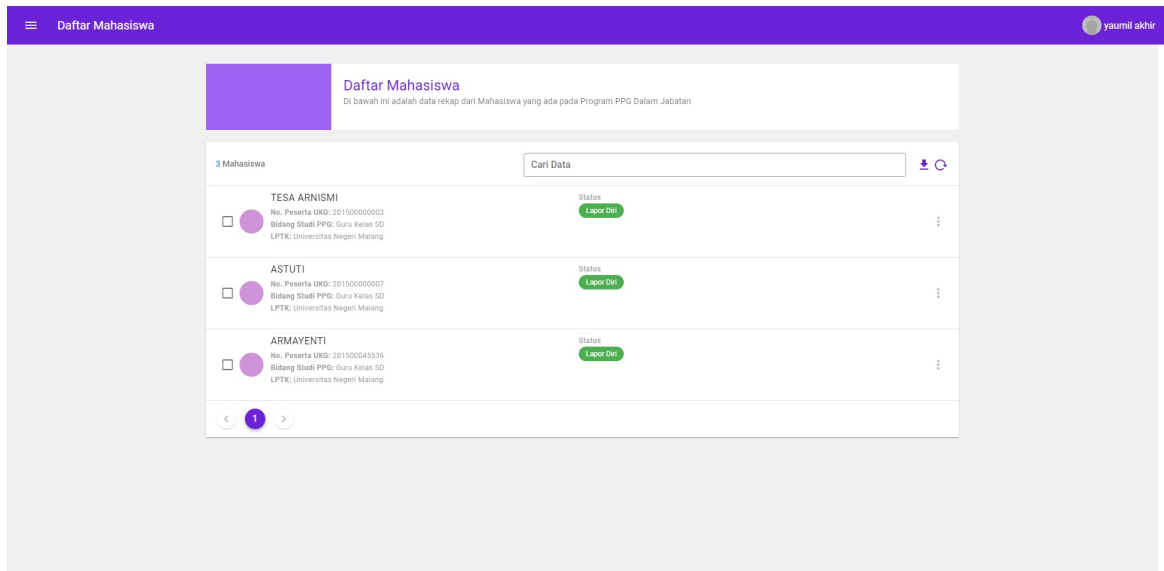 Daftar Mahasiswa
yaumil akhir
Daftar Mahasiswa
Di bawah ini adalah data rekap dari Mahasiswa yang ada pada Program PPG Dalam Jabatan
3 Mahasiswa
Cari Data
TESA ARNISMI
No. Peserta UKG: 201500000003
Bidang Studi PPG: Guru Kelas SD
LPTK: Universitas Negeri Malang
Status
Lapor Diri
ASTUTI
No. Peserta UKG: 201500000007
Bidang Studi PPG: Guru Kelas SD
LPTK: Universitas Negeri Malang
Status
Lapor Diri
ARMAYENTI
No. Peserta UKG: 201500045536
Bidang Studi PPG: Guru Kelas SD
LPTK: Universitas Negeri Malang
Status
Lapor Diri
1